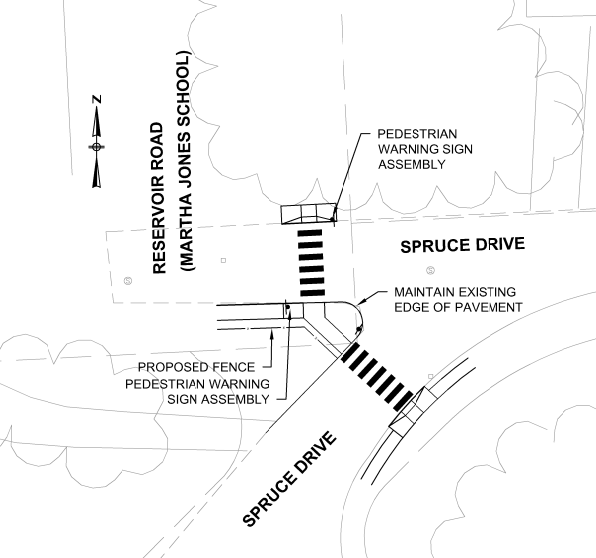 N
RESERVOIR ROAD
(MARTHA JONES SCHOOL)
PEDESTRIAN
WARNING SIGN
ASSEMBLY
SPRUCE DRIVE
S
S
MAINTAIN EXISTING
EDGE OF PAVEMENT
PROPOSED FENCE
PEDESTRIAN WARNING
SIGN ASSEMBLY
SPRUCE DRIVE